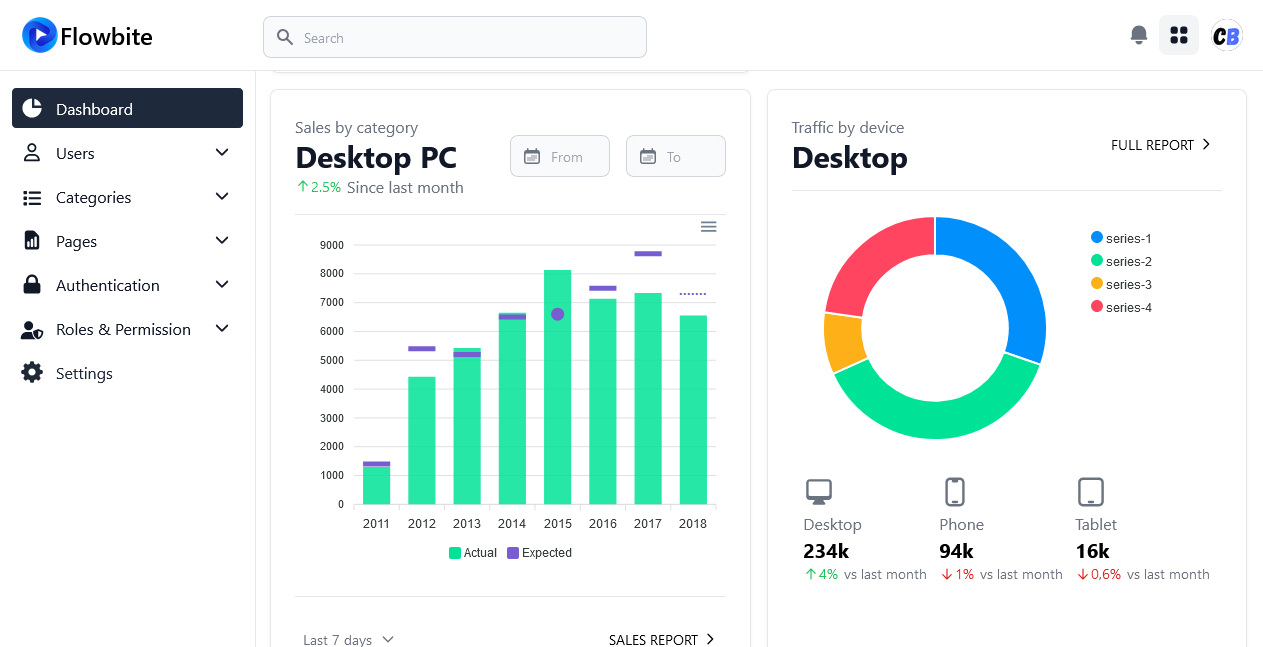 Flowbite
Search
CB
Dashboard
Users
Categories
Pages
Authentication
Roles & Permission
Settings
Sales by category
Desktop PC
2.5% Since last month
From
To
9000
8000
7000
6000
5000
4000
3000
2000
1000
0
2011 2012 2013 2014 2015 2016 2017 2018
Actual Expected
Last 7 days
SALES REPORT
Traffic by device
Desktop
FULL REPORT
series-1
series-2
series-3
series-4
Desktop Phone Tablet
234k 94k 16k
4% vs last month 1% vs last month 0,6% vs last month